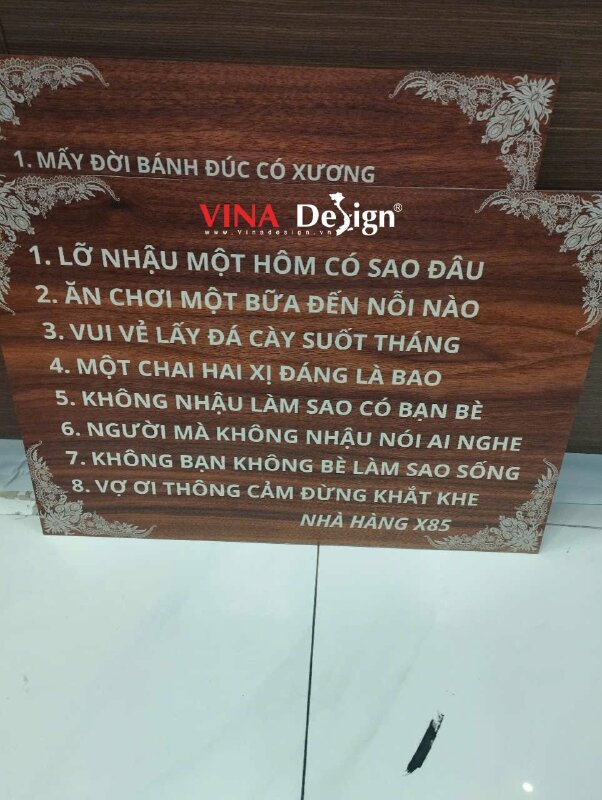 1. MẤY ĐỜI BÁNH ĐÚC CÓ XƯƠNG
VINA Design®
www.Vinadesign.vn
1. LỠ NHẬU MỘT HÔM CÓ SAO ĐÂU
2. ĂN CHƠI MỘT BỮA ĐẾN NỖI NÀO
3. VUI VẺ LẤY ĐÁ CÀY SUỐT THÁNG
4. MỘT CHAI HAI XỊ ĐÁNG LÀ BAO
5. KHÔNG NHẬU LÀM SAO CÓ BẠN BÈ
6. NGƯỜI MÀ KHÔNG NHẬU NÓI AI NGHE
7. KHÔNG BẠN KHÔNG BÈ LÀM SAO SỐNG
8. VỢ ƠI THÔNG CẢM ĐỪNG KHẮT KHE
NHÀ HÀNG X85